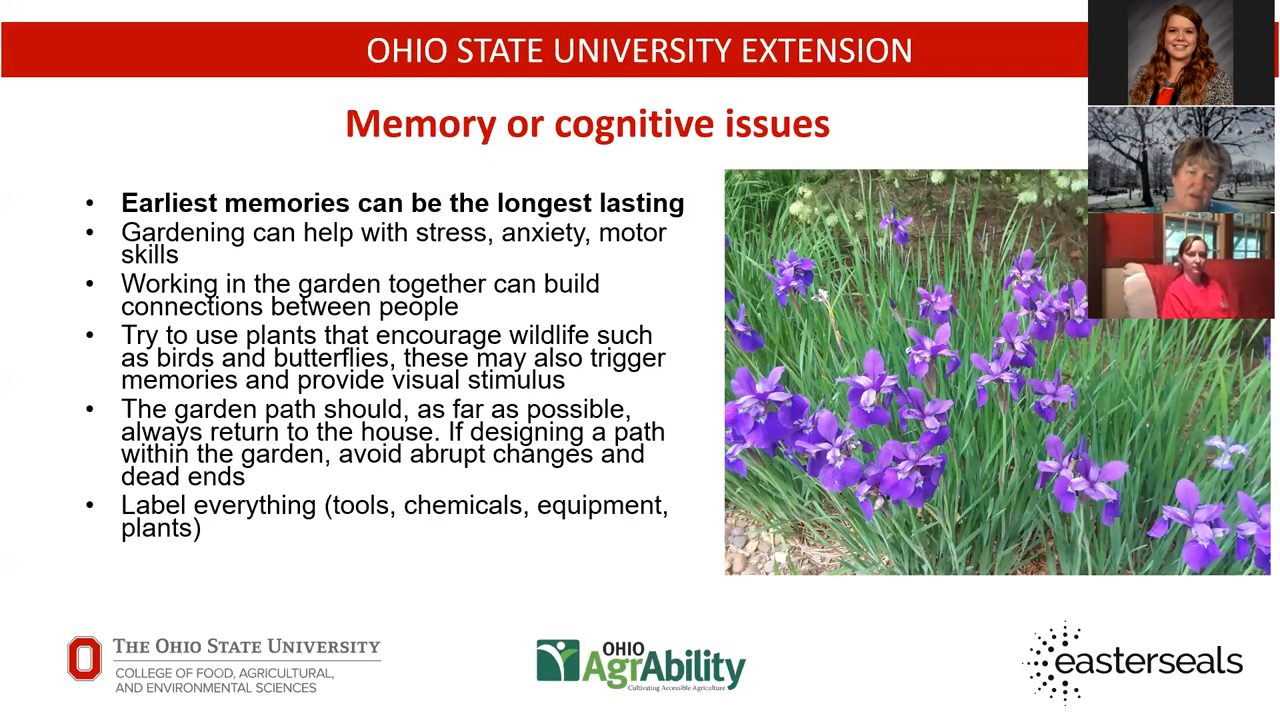 OHIO STATE UNIVERSITY EXTENSION
Memory or cognitive issues
• Earliest memories can be the longest lasting
• Gardening can help with stress, anxiety, motor
skills
• Working in the garden together can build
connections between people
• Try to use plants that encourage wildlife such
as birds and butterflies, these may also trigger
memories and provide visual stimulus
• The garden path should, as far as possible,
always return to the house. If designing a path
within the garden, avoid abrupt changes and
dead ends
• Label everything (tools, chemicals, equipment,
plants)
THE OHIO STATE UNIVERSITY
COLLEGE OF FOOD, AGRICULTURAL,
AND ENVIRONMENTAL SCIENCES
OHIO
AgrAbility
Cultivating Accessible Agriculture
easterseals